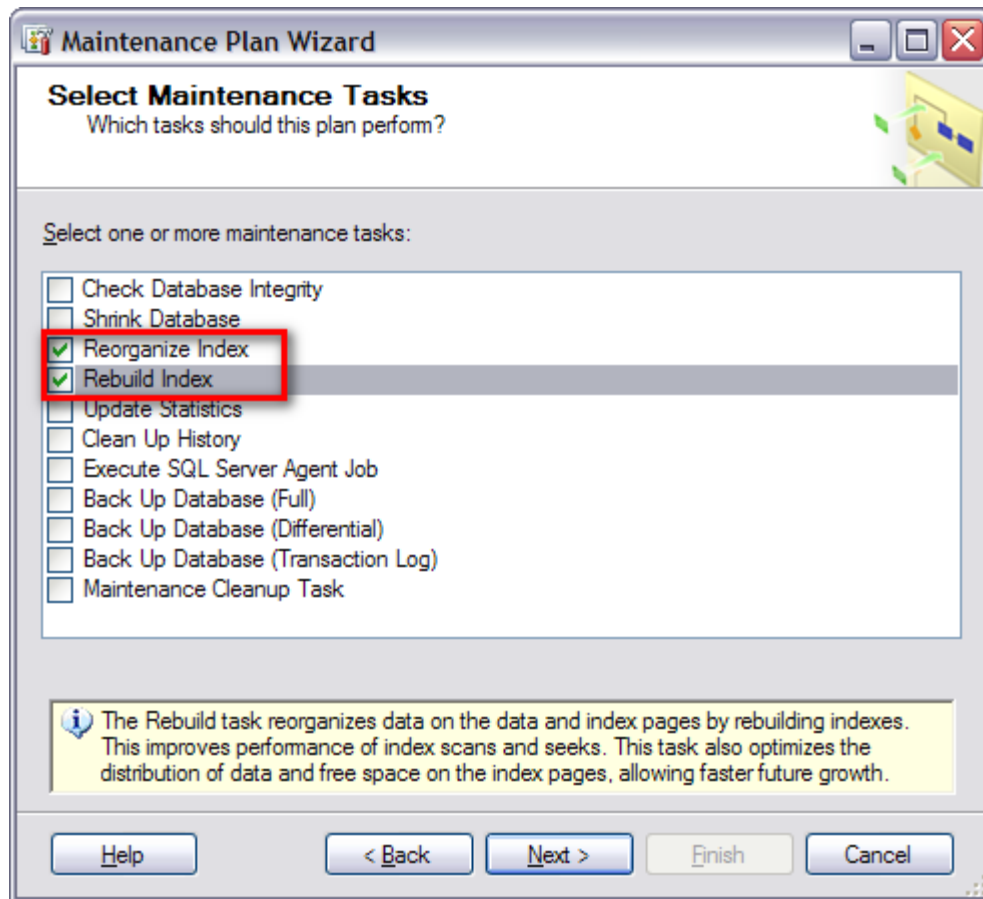 Maintenance Plan Wizard
Select Maintenance Tasks
Which tasks should this plan perform?
Select one or more maintenance tasks:
Check Database Integrity
Shrink Database
Reorganize Index
Rebuild Index
Update Statistics
Clean Up History
Execute SQL Server Agent Job
Back Up Database (Full)
Back Up Database (Differential)
Back Up Database (Transaction Log)
Maintenance Cleanup Task
The Rebuild task reorganizes data on the data and index pages by rebuilding indexes.
This improves performance of index scans and seeks. This task also optimizes the
distribution of data and free space on the index pages, allowing faster future growth.
Help < Back Next > Finish Cancel